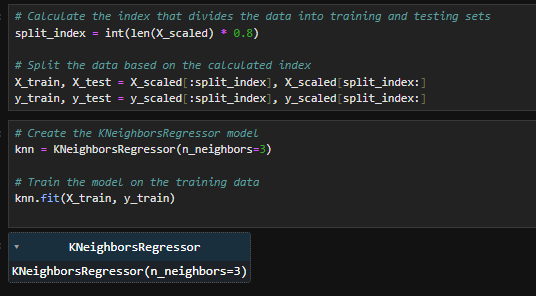 # Calculate the index that divides the data into training and testing sets
split_index = int(len(X_scaled) * 0.8)
# Split the data based on the calculated index
X_train, X_test = X_scaled[:split_index], X_scaled[split_index:]
y_train, y_test = y_scaled[:split_index], y_scaled[split_index:]
# Create the KNeighborsRegressor model
knn = KNeighborsRegressor(n_neighbors=3)
# Train the model on the training data
knn.fit(X_train, y_train)
▾ KNeighborsRegressor
KNeighborsRegressor(n_neighbors=3)